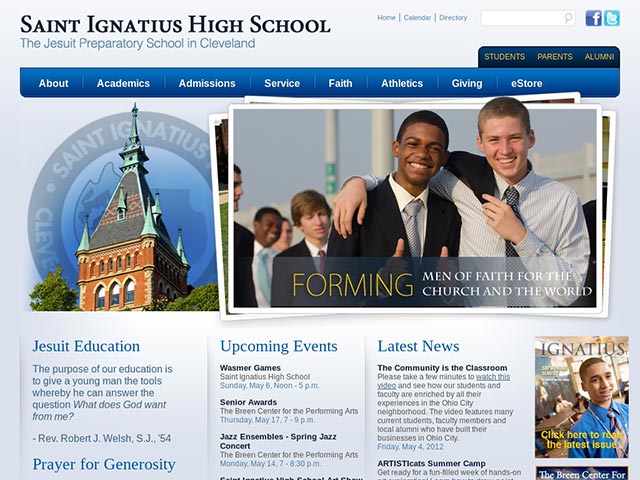 SAINT IGNATIUS HIGH SCHOOL
The Jesuit Preparatory School in Cleveland
Home | Calendar | Directory
STUDENTS PARENTS ALUMNI
About Academics Admissions Service Faith Athletics Giving eStore
SAINT IGNATIUS
CLEVE
FORMING MEN OF FAITH FOR THE
CHURCH AND THE WORLD
Jesuit Education
The purpose of our education is
to give a young man the tools
whereby he can answer the
question What does God want
from me?
- Rev. Robert J. Welsh, S.J., '54
Prayer for Generosity
Upcoming Events
Wasmer Games
Saint Ignatius High School
Sunday, May 6, Noon - 5 p.m.
Senior Awards
The Breen Center for the Performing Arts
Thursday, May 17, 7 - 9 p.m.
Jazz Ensembles - Spring Jazz
Concert
The Breen Center for the Performing Arts
Monday, May 14, 7 - 8:30 p.m.
Saint Ignatius High School Art Show
Latest News
The Community is the Classroom
Please take a few minutes to watch this
video and see how our students and
faculty are enriched by all their
experiences in the Ohio City
neighborhood. The video features many
current students, faculty members and
local alumni who have built their
businesses in Ohio City.
Friday, May 4, 2012
ARTISTIcats Summer Camp
Get ready for a fun-filled week of hands-on
IGNATIUS
Click here to read
the latest issue
The Breen Center For